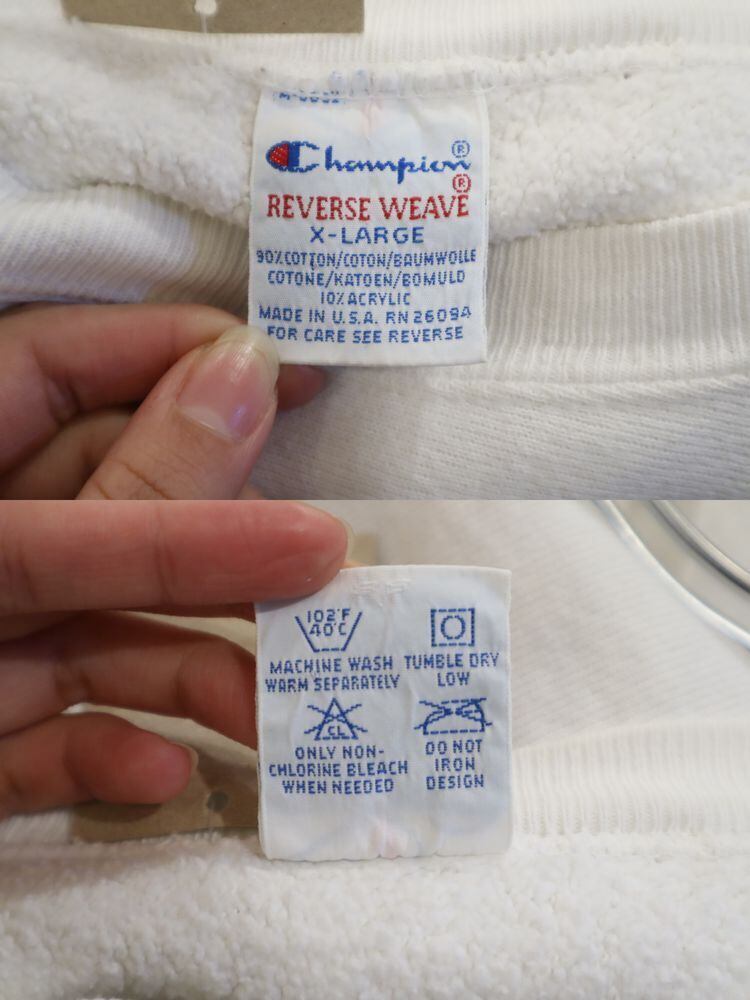 Champion®
REVERSE WEAVE®
X-LARGE
90%COTTON/COTON/BAUMWOLLE
COTONE/KATOEN/BOMULD
10% ACRYLIC
MADE IN U.S.A. RN 26094
FOR CARE SEE REVERSE
102°F
40°C
MACHINE WASH
WARM SEPARATELY
TUMBLE DRY
LOW
CL
ONLY NON-
CHLORINE BLEACH
WHEN NEEDED
DO NOT
IRON
DESIGN